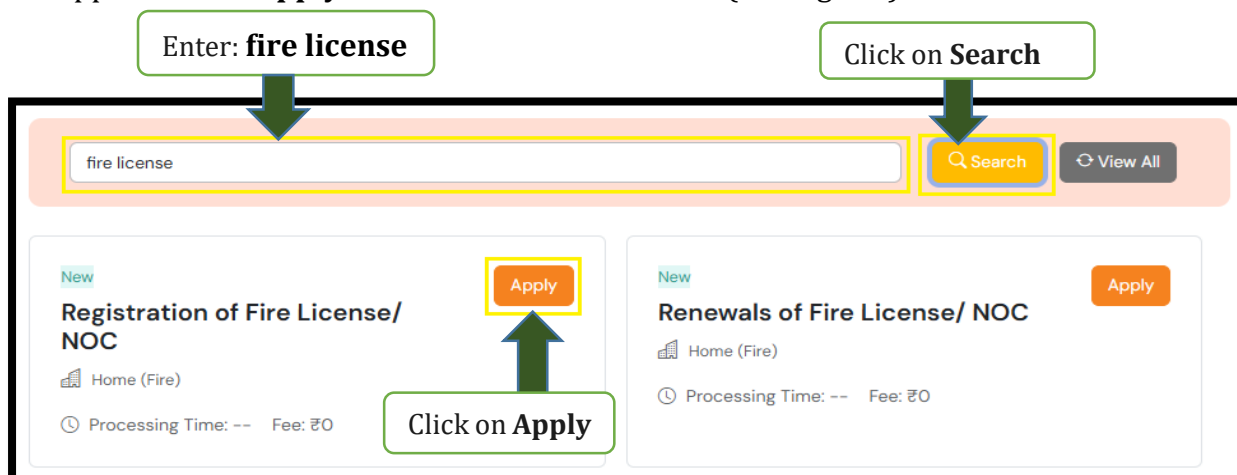 Enter: fire license
Click on Search
fire license
Search
View All
New
Apply
Registration of Fire License/
NOC
Home (Fire)
Processing Time: -- Fee: ₹0
Click on Apply
New
Apply
Renewals of Fire License/ NOC
Home (Fire)
Processing Time: -- Fee: ₹0